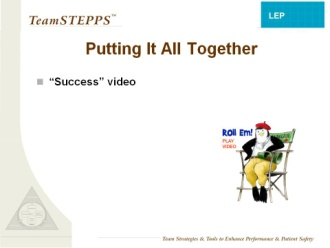 TeamSTEPPS™
LEP
Putting It All Together
“Success” video
Roll Em!
PLAY
VIDEO
Team Strategies & Tools to Enhance Performance & Patient Safety